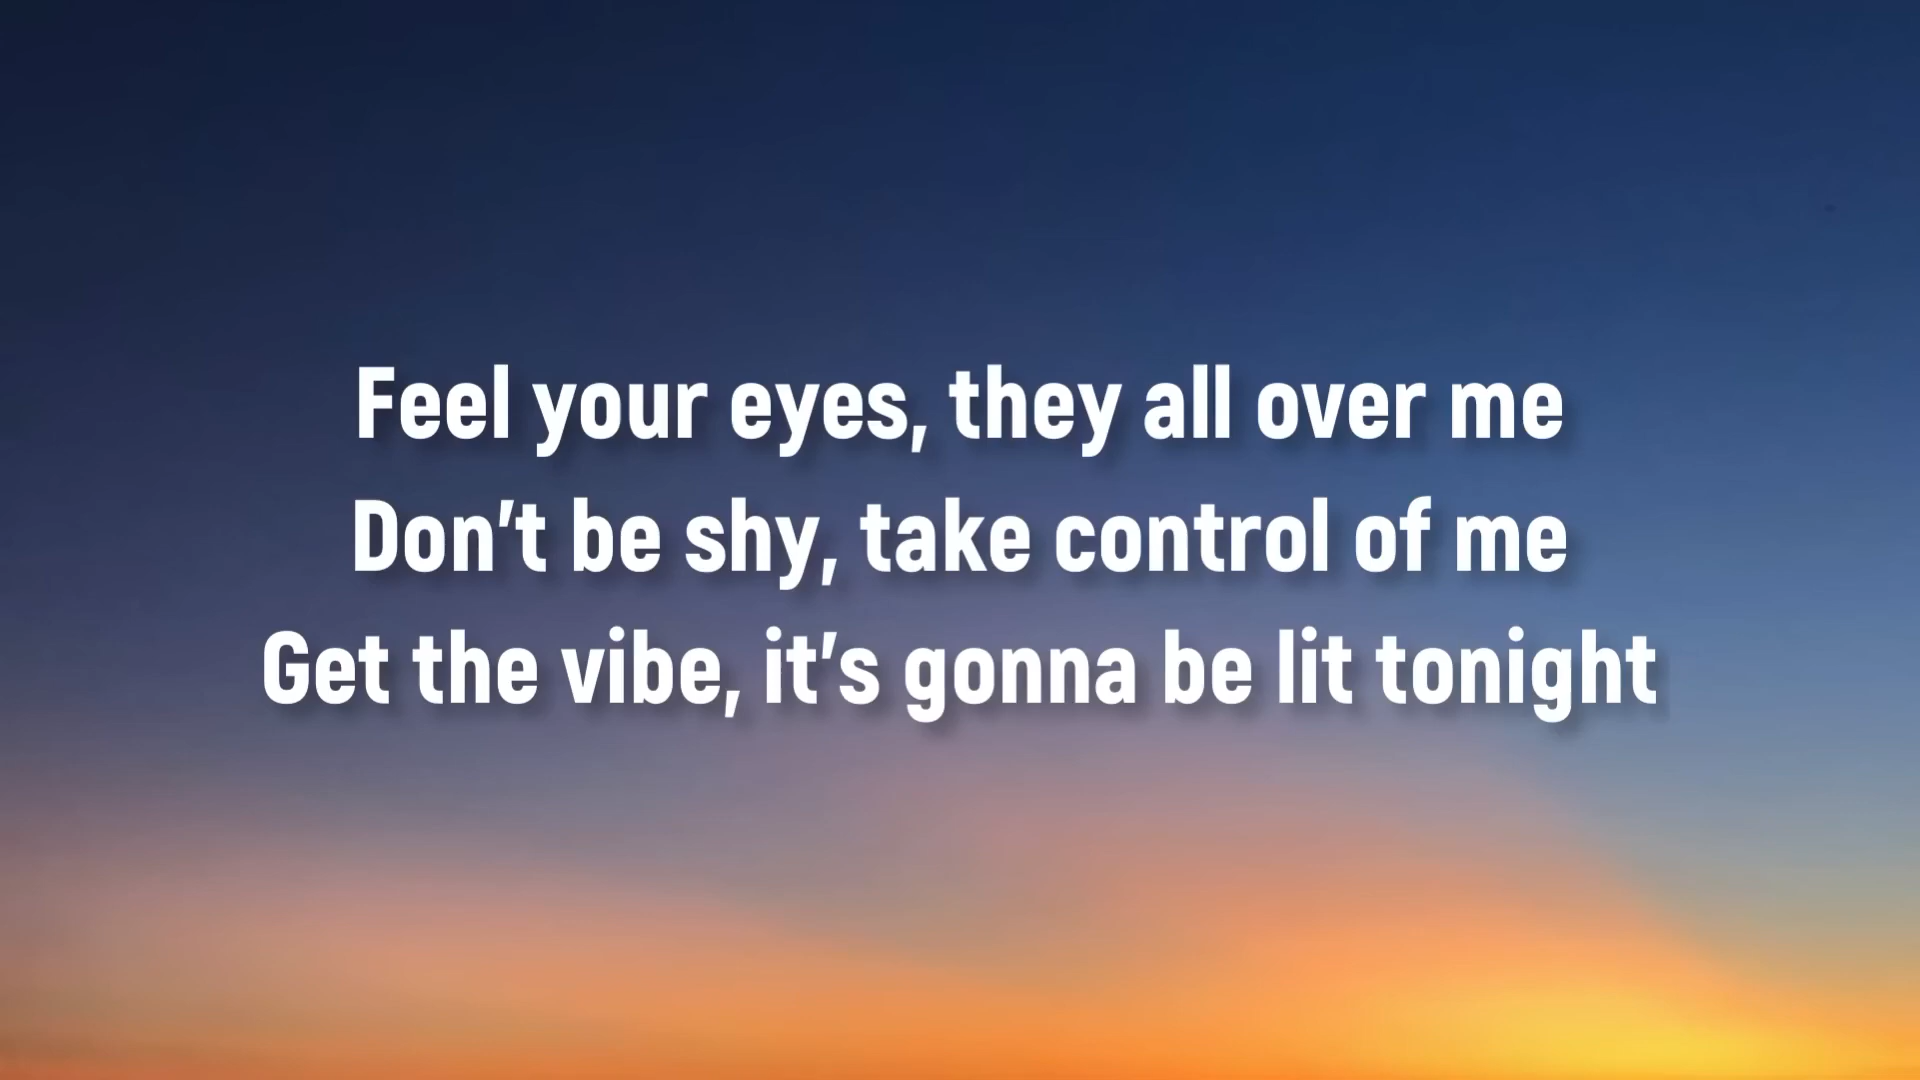 Feel your eyes, they all over me
Don't be shy, take control of me
Get the vibe, it's gonna be lit tonight